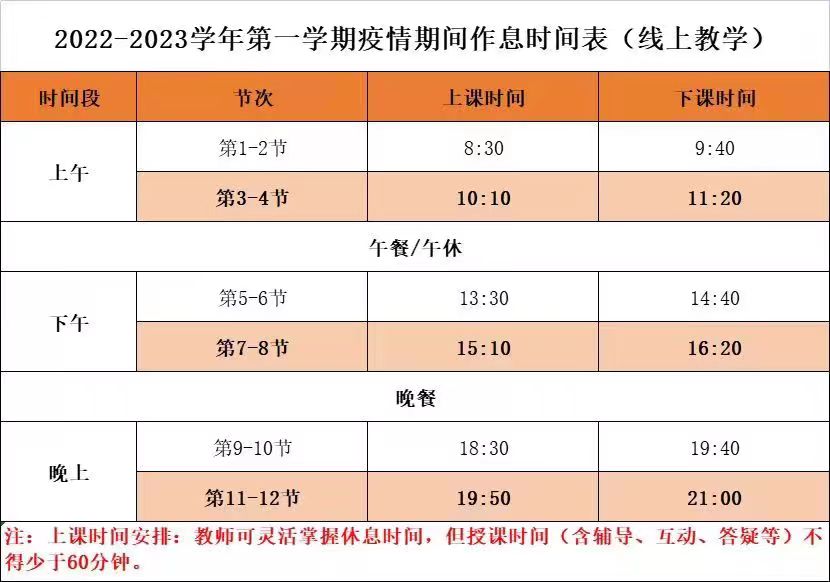 2022-2023学年第一学期疫情期间作息时间表（线上教学）
时间段 节次 上课时间 下课时间
上午
第1-2节 8:30 9:40
第3-4节 10:10 11:20
午餐/午休
下午
第5-6节 13:30 14:40
第7-8节 15:10 16:20
晚餐
晚上
第9-10节 18:30 19:40
第11-12节 19:50 21:00
注：上课时间安排：教师可灵活掌握休息时间，但授课时间（含辅导、互动、答疑等）不
得少于60分钟。